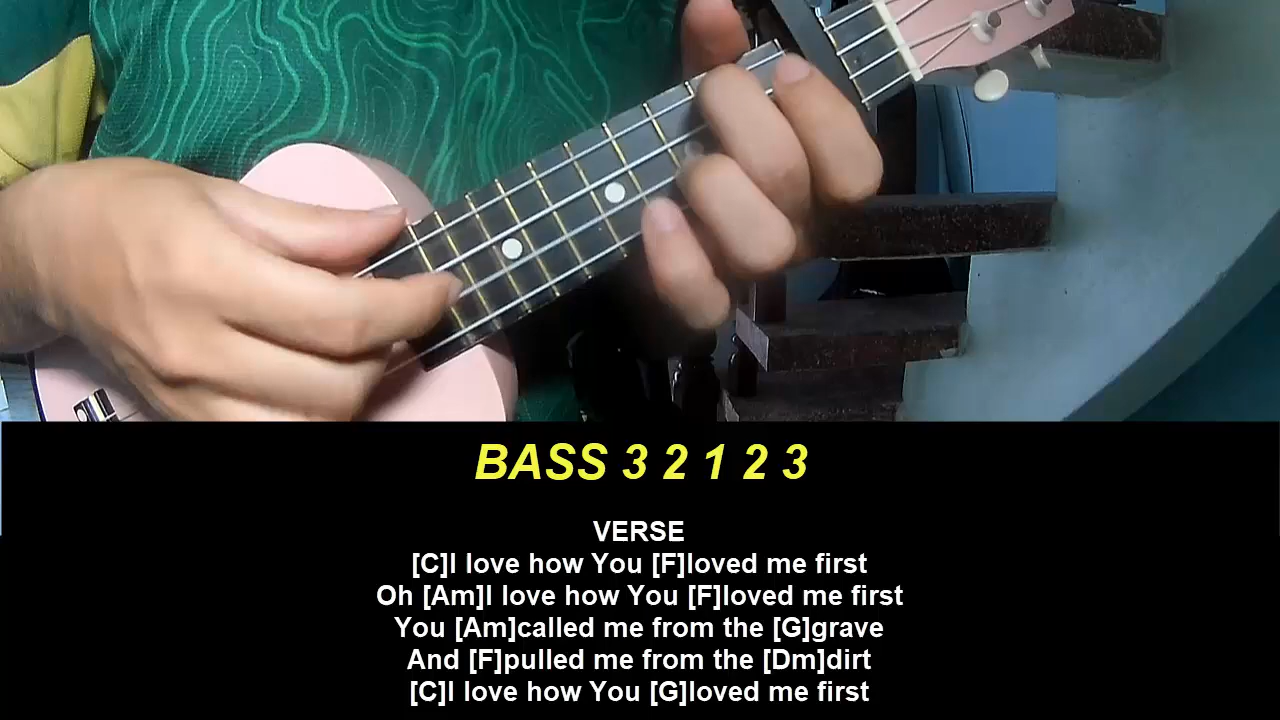 BASS 3 2 1 2 3
VERSE
[C]I love how You [F]loved me first
Oh [Am]I love how You [F]loved me first
You [Am]called me from the [G]grave
And [F]pulled me from the [Dm]dirt
[C]I love how You [G]loved me first